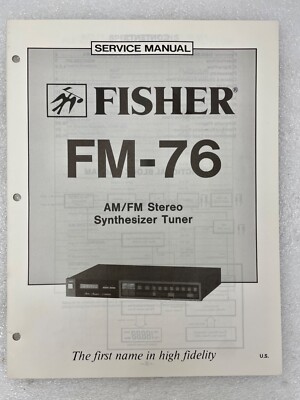 SERVICE MANUAL
FISHER®
FM-76
AM/FM Stereo
Synthesizer Tuner
The first name in high fidelity
U.S.